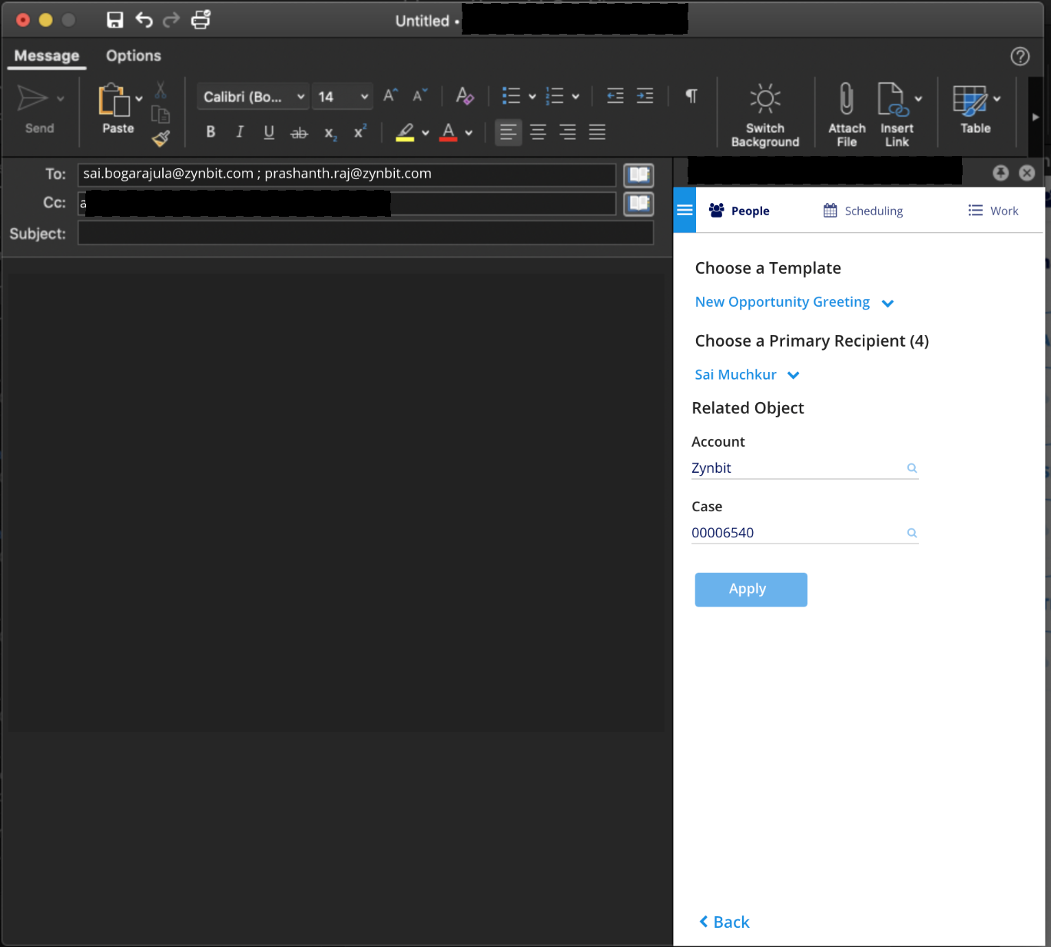 Untitled •
Message Options
Send
Paste
Calibri (Bo... 14
A A A
B I U ab x₂ x² A
Switch Background
Attach File
Insert Link
Table
To: sai.bogarajula@zynbit.com ; prashanth.raj@zynbit.com
Cc: a
Subject:
People Scheduling Work
Choose a Template
New Opportunity Greeting
Choose a Primary Recipient (4)
Sai Muchkur
Related Object
Account
Zynbit
Case
00006540
Apply
Back